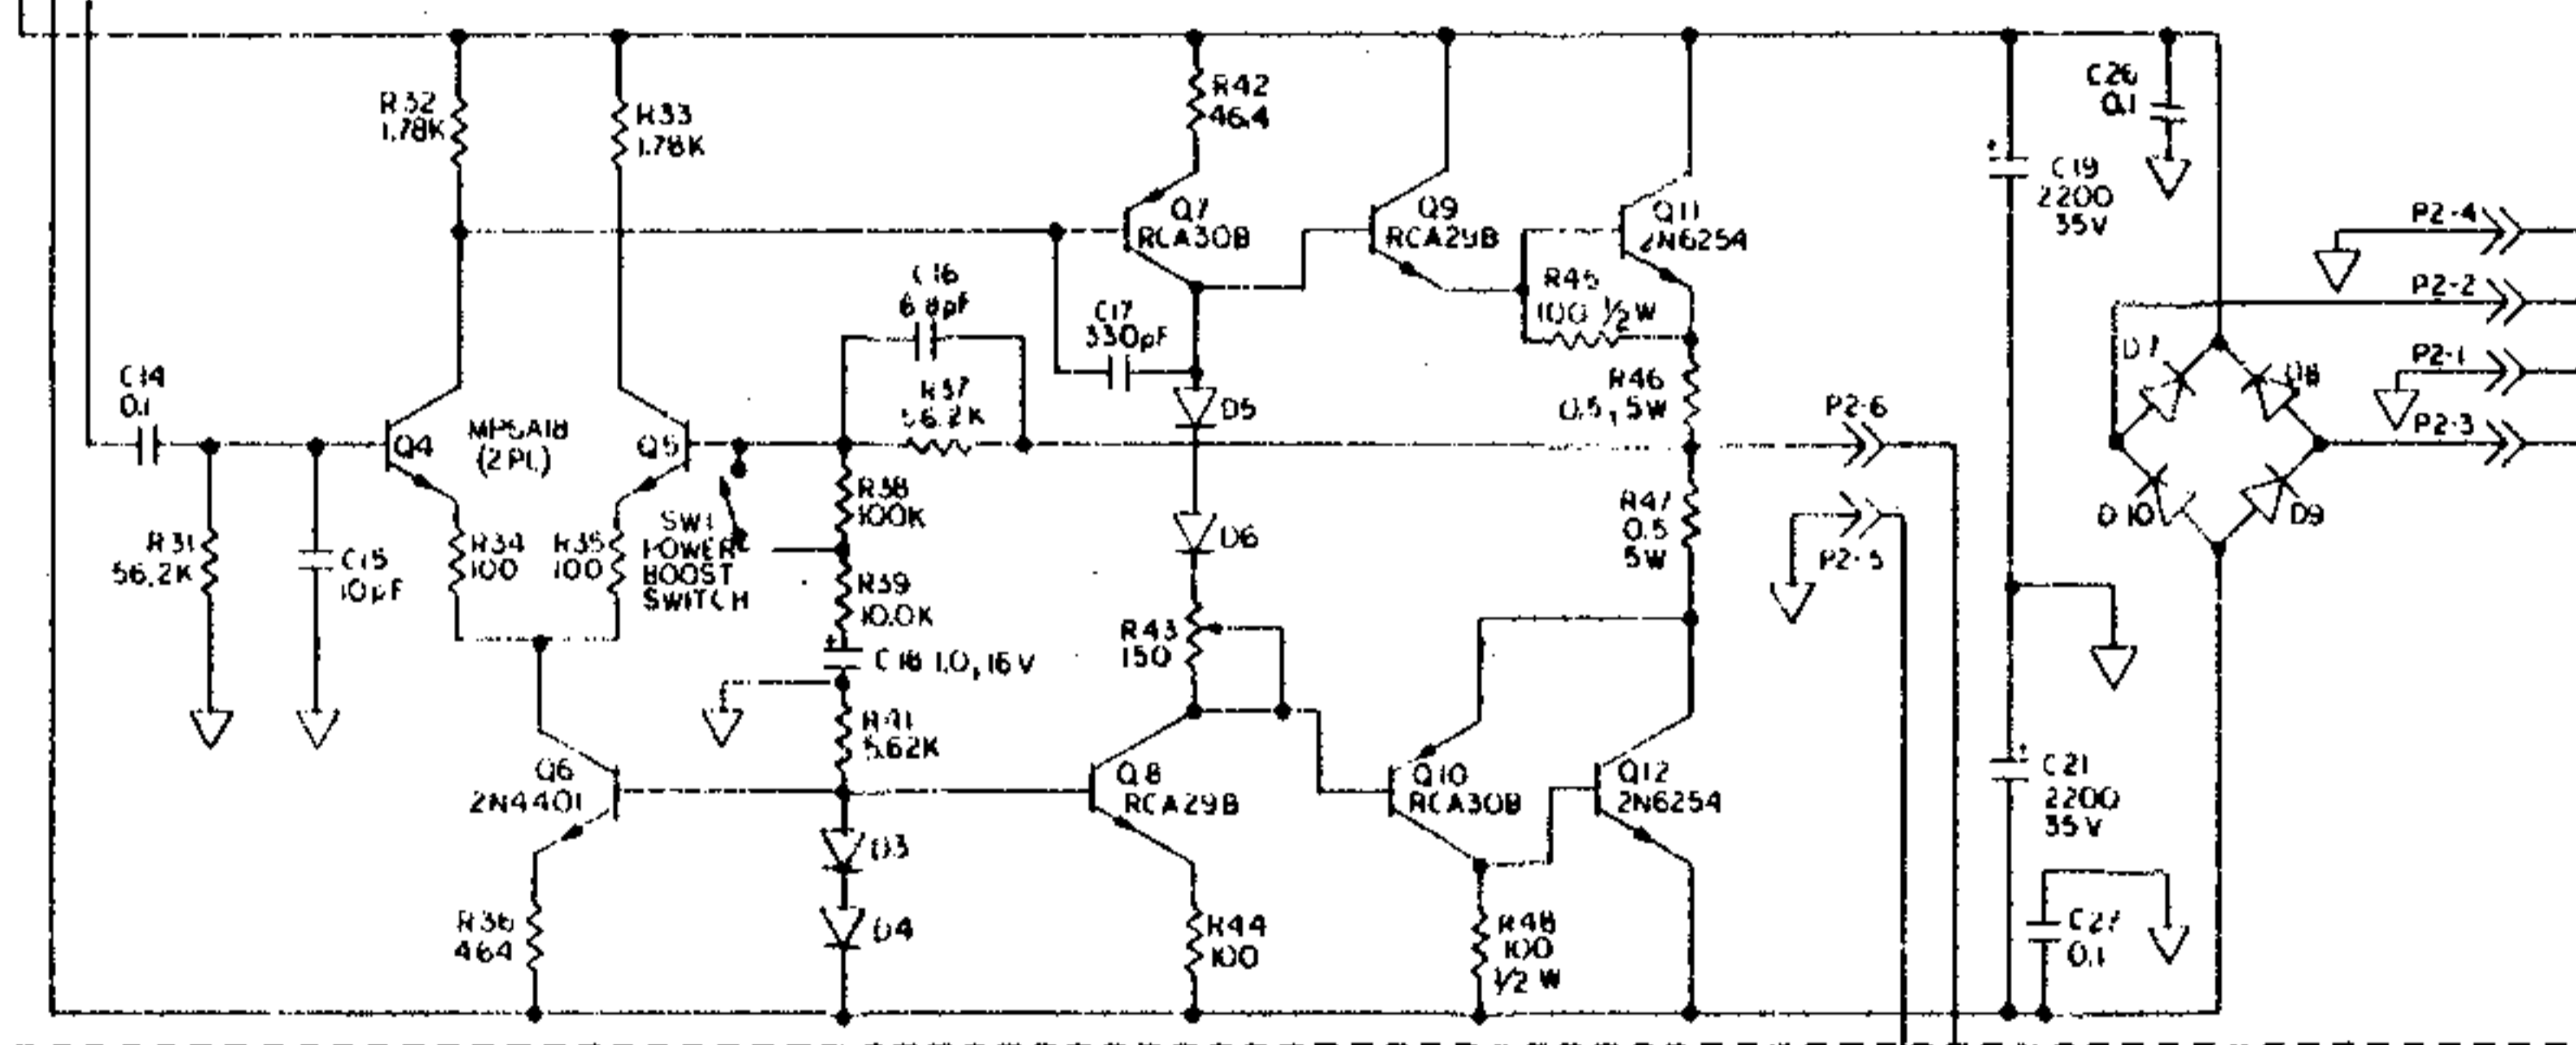 R32
1.78K
R33
1.78K
R42
46.4
Q7
RCA30B
Q9
RCA29B
Q11
2N6254
C26
0.1
C19
2200
35V
P2-4
P2-2
P2-1
P2-3
C16
6.8pF
C17
330pF
R45
100 1/2W
R37
56.2K
D5
R46
0.5, 5W
P2-6
D7
D8
C14
0.1
Q4
MPSA18
(2 PL)
Q5
R38
100K
R47
0.5
5W
P2-5
D10
D9
D6
R31
56.2K
C15
10pF
R34
100
R35
100
SW1
POWER
BOOST
SWITCH
R39
10.0K
C18 1.0, 16V
R43
150
R41
5.62K
Q6
2N4401
Q8
RCA29B
Q10
RCA30B
Q12
2N6254
C21
2200
35V
D3
D4
R36
464
R44
100
R48
100
1/2 W
C27
0.1